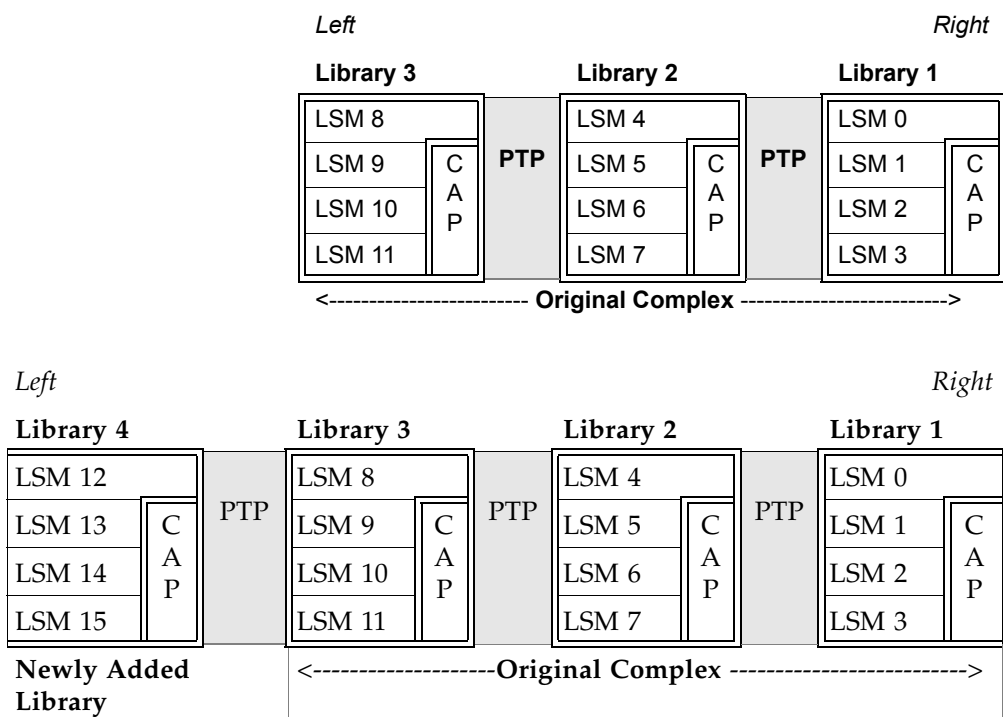 Left Right
Library 3 Library 2 Library 1
LSM 8 LSM 4 LSM 0
LSM 9 C PTP LSM 5 C PTP LSM 1 C
LSM 10 A LSM 6 A LSM 2 A
P P P
LSM 11 LSM 7 LSM 3
<------------------------- Original Complex -------------------------->
Left Right
Library 4 Library 3 Library 2 Library 1
LSM 12 LSM 8 LSM 4 LSM 0
LSM 13 C PTP LSM 9 C PTP LSM 5 C PTP LSM 1 C
LSM 14 A LSM 10 A LSM 6 A LSM 2 A
P P P P
LSM 15 LSM 11 LSM 7 LSM 3
Newly Added <---------------------Original Complex -------------------------->
Library